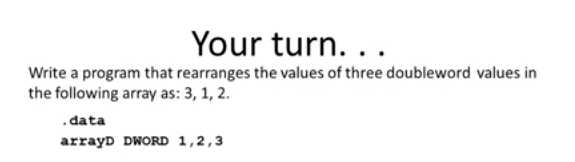 Your turn. . .
Write a program that rearranges the values of three doubleword values in
the following array as: 3, 1, 2.
.data
arrayD DWORD 1,2,3